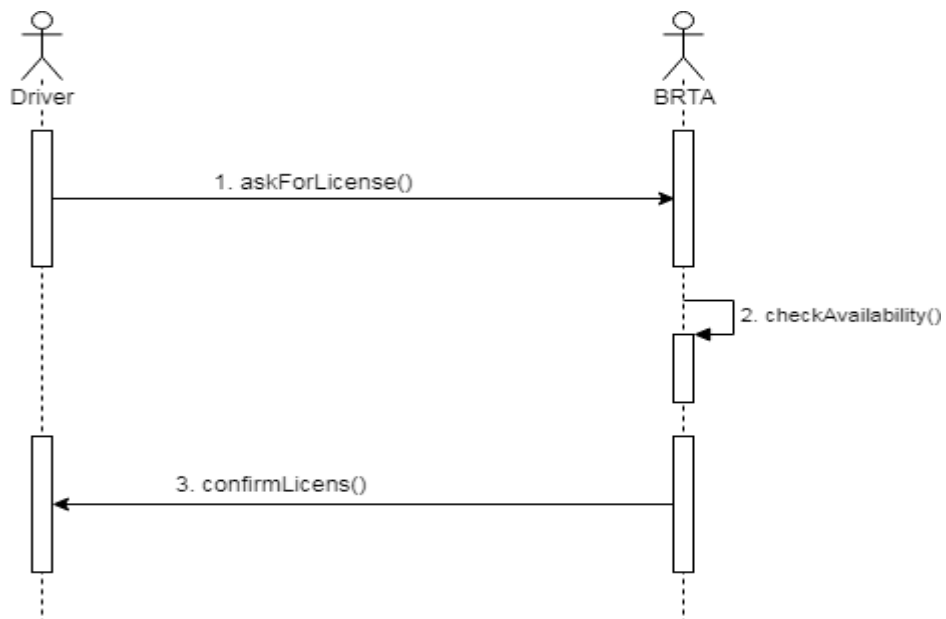 Driver
BRTA
1. askForLicense()
2. checkAvailability()
3. confirmLicens()